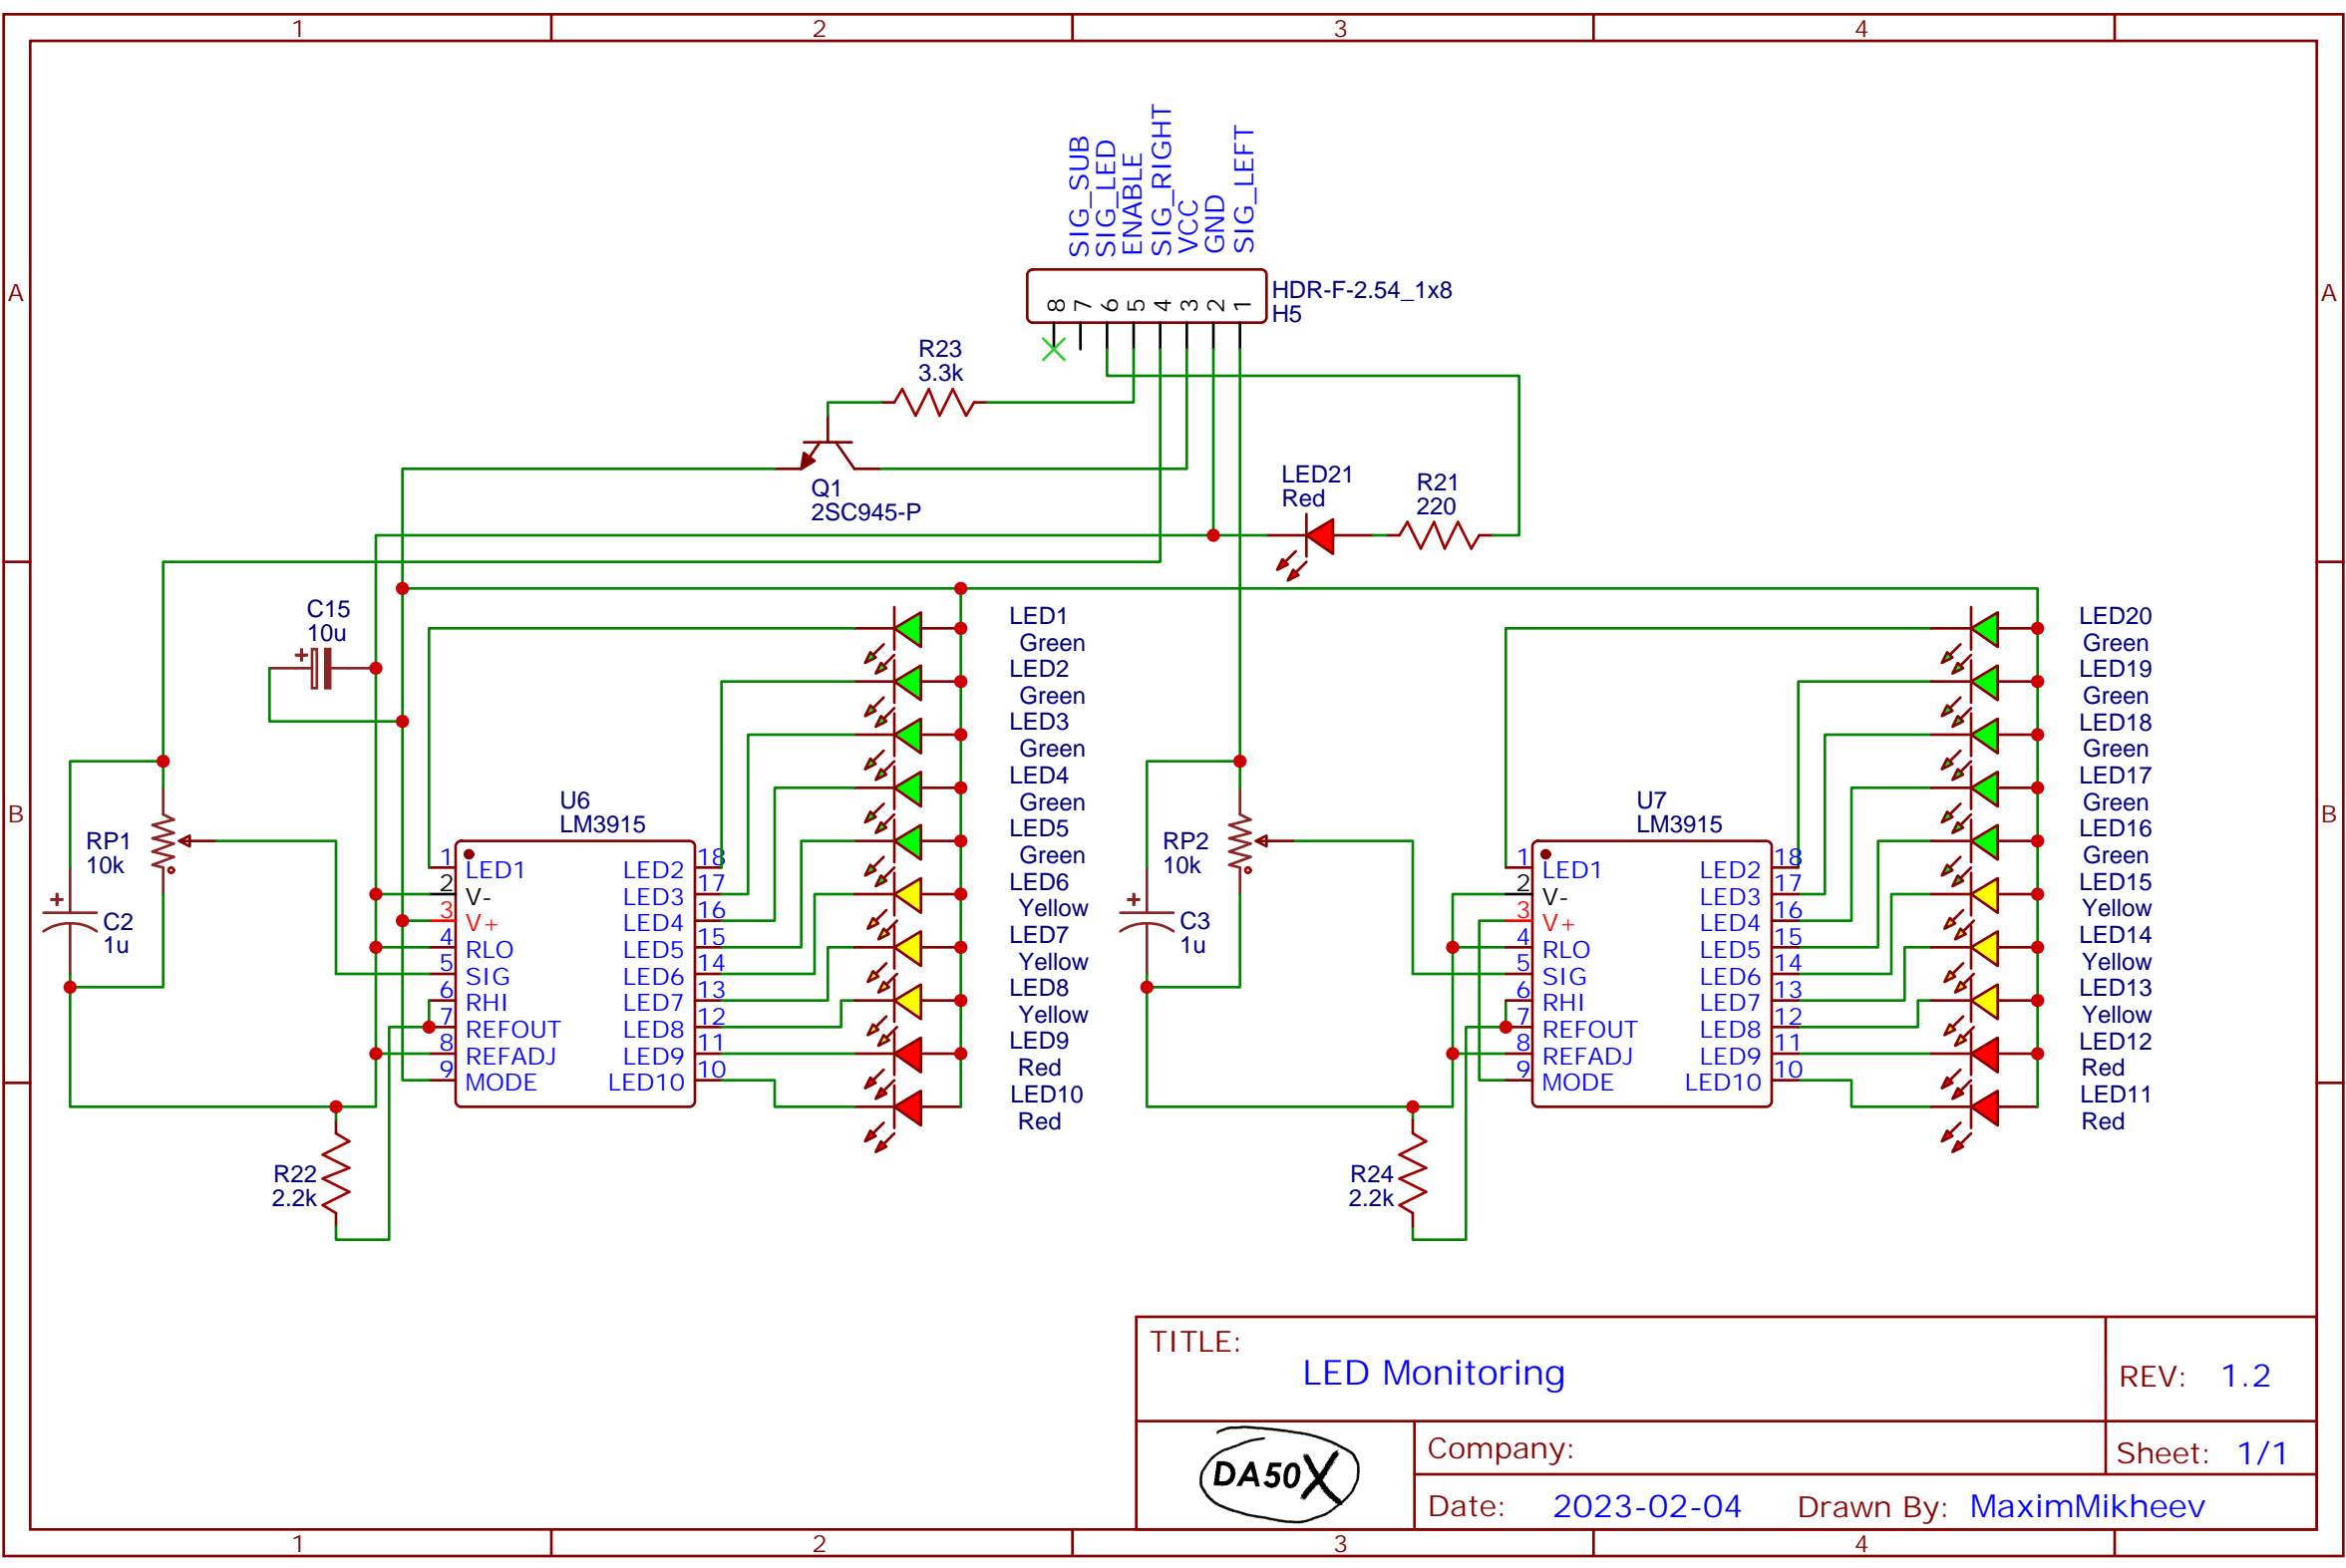 1 2 3 4
A A
B B
SIG_SUB
SIG_LED
ENABLE
SIG_RIGHT
VCC
GND
SIG_LEFT
8 7 6 5 4 3 2 1
HDR-F-2.54_1x8
H5
R23
3.3k
Q1
2SC945-P
LED21
Red
R21
220
C15
10u
+
RP1
10k
+
C2
1u
U6
LM3915
1 LED1
2 V-
3 V+
4 RLO
5 SIG
6 RHI
7 REFOUT
8 REFADJ
9 MODE
LED2 18
LED3 17
LED4 16
LED5 15
LED6 14
LED7 13
LED8 12
LED9 11
LED10 10
LED1
Green
LED2
Green
LED3
Green
LED4
Green
LED5
Green
LED6
Yellow
LED7
Yellow
LED8
Yellow
LED9
Red
LED10
Red
R22
2.2k
RP2
10k
+
C3
1u
U7
LM3915
1 LED1
2 V-
3 V+
4 RLO
5 SIG
6 RHI
7 REFOUT
8 REFADJ
9 MODE
LED2 18
LED3 17
LED4 16
LED5 15
LED6 14
LED7 13
LED8 12
LED9 11
LED10 10
LED20
Green
LED19
Green
LED18
Green
LED17
Green
LED16
Green
LED15
Yellow
LED14
Yellow
LED13
Yellow
LED12
Red
LED11
Red
R24
2.2k
TITLE:
LED Monitoring
REV: 1.2
DA50X
Company:
Sheet: 1/1
Date: 2023-02-04 Drawn By: MaximMikheev
1 2 3 4